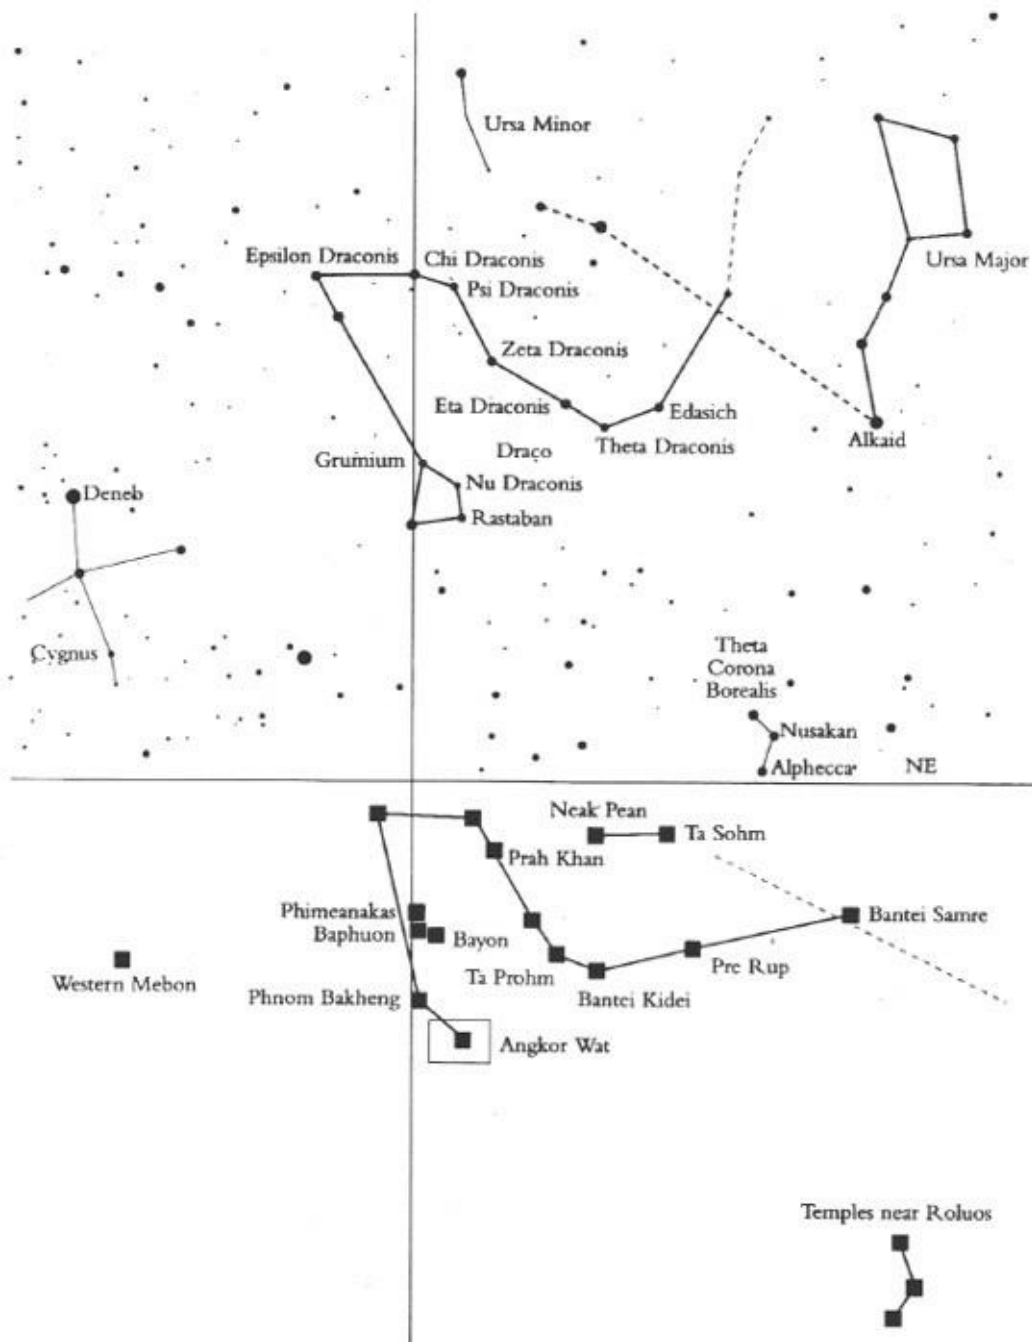 Ursa Minor
Epsilon Draconis
Chi Draconis
Ursa Major
Psi Draconis
Zeta Draconis
Eta Draconis
Edasich
Theta Draconis
Alkaid
Draco
Grumium
Nu Draconis
Deneb
Rastaban
Cygnus
Theta
Corona
Borealis
Nusakan
Alphecca
NE
Neak Pean
Ta Sohm
Prah Khan
Phimeanakas
Baphuon
Bayon
Bantei Samre
Western Mebon
Ta Prohm
Pre Rup
Phnom Bakheng
Bantei Kidei
Angkor Wat
Temples near Roluos